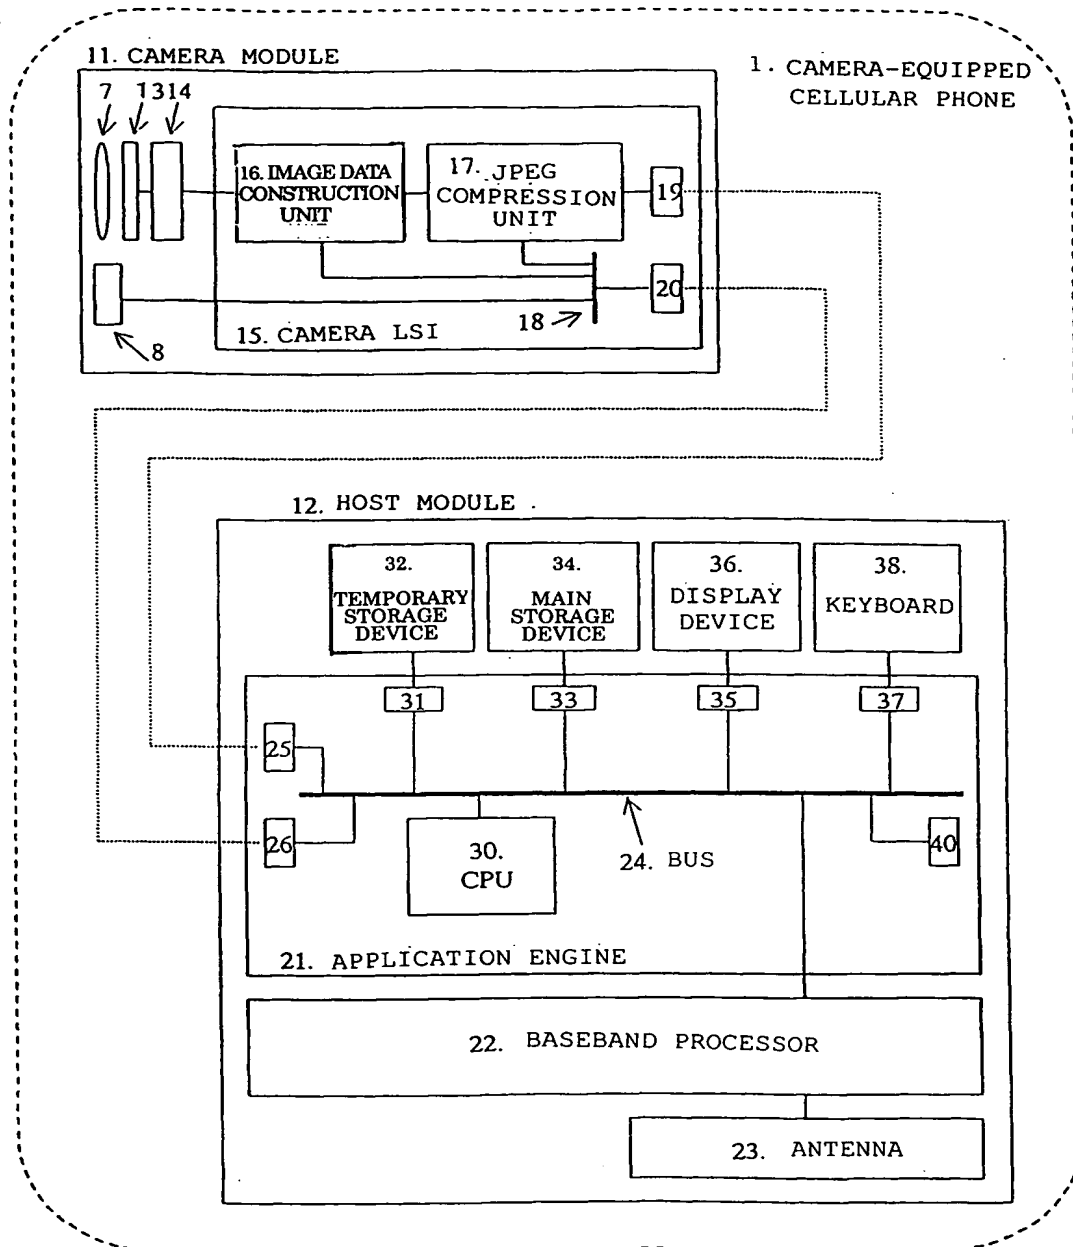 11. CAMERA MODULE
1. CAMERA-EQUIPPED
CELLULAR PHONE
7 13 14
16. IMAGE DATA
CONSTRUCTION
UNIT
17. JPEG
COMPRESSION
UNIT
19
20
18
15. CAMERA LSI
8
12. HOST MODULE
32.
TEMPORARY
STORAGE
DEVICE
34.
MAIN
STORAGE
DEVICE
36.
DISPLAY
DEVICE
38.
KEYBOARD
31
33
35
37
25
26
30.
CPU
24. BUS
40
21. APPLICATION ENGINE
22. BASEBAND PROCESSOR
23. ANTENNA